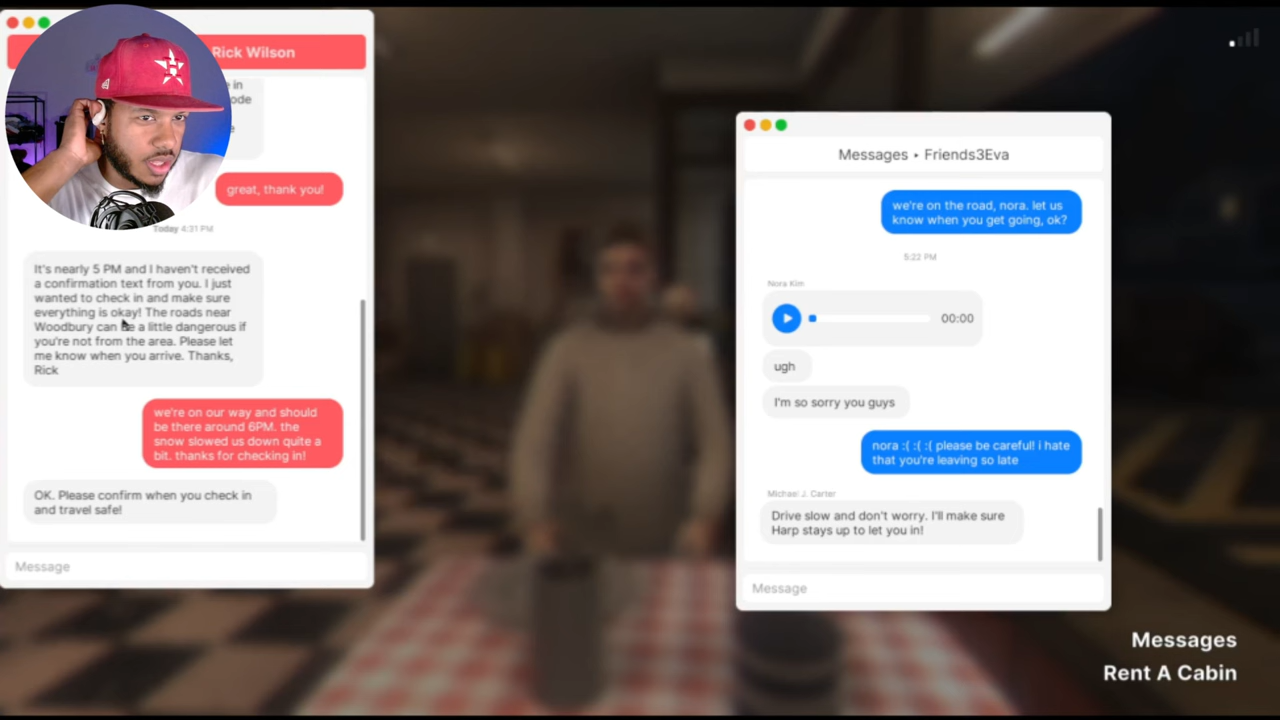 Rick Wilson
e in
ode
e
great, thank you!
Today 4:31 PM
It's nearly 5 PM and I haven't received
a confirmation text from you. I just
wanted to check in and make sure
everything is okay! The roads near
Woodbury can be a little dangerous if
you're not from the area. Please let
me know when you arrive. Thanks,
Rick
we're on our way and should
be there around 6PM. the
snow slowed us down quite a
bit. thanks for checking in!
OK. Please confirm when you check in
and travel safe!
Message
Messages ▸ Friends3Eva
we're on the road, nora. let us
know when you get going, ok?
5:22 PM
Nora Kim
00:00
ugh
I'm so sorry you guys
nora :( :( :( please be careful! i hate
that you're leaving so late
Michael J. Carter
Drive slow and don't worry. I'll make sure
Harp stays up to let you in!
Message
Messages
Rent A Cabin